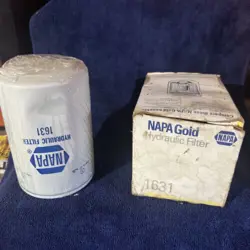 NAPA
HYDRAULIC FILTER
1631
NAPA Gold
NAPA
Hydraulic Filter
1631